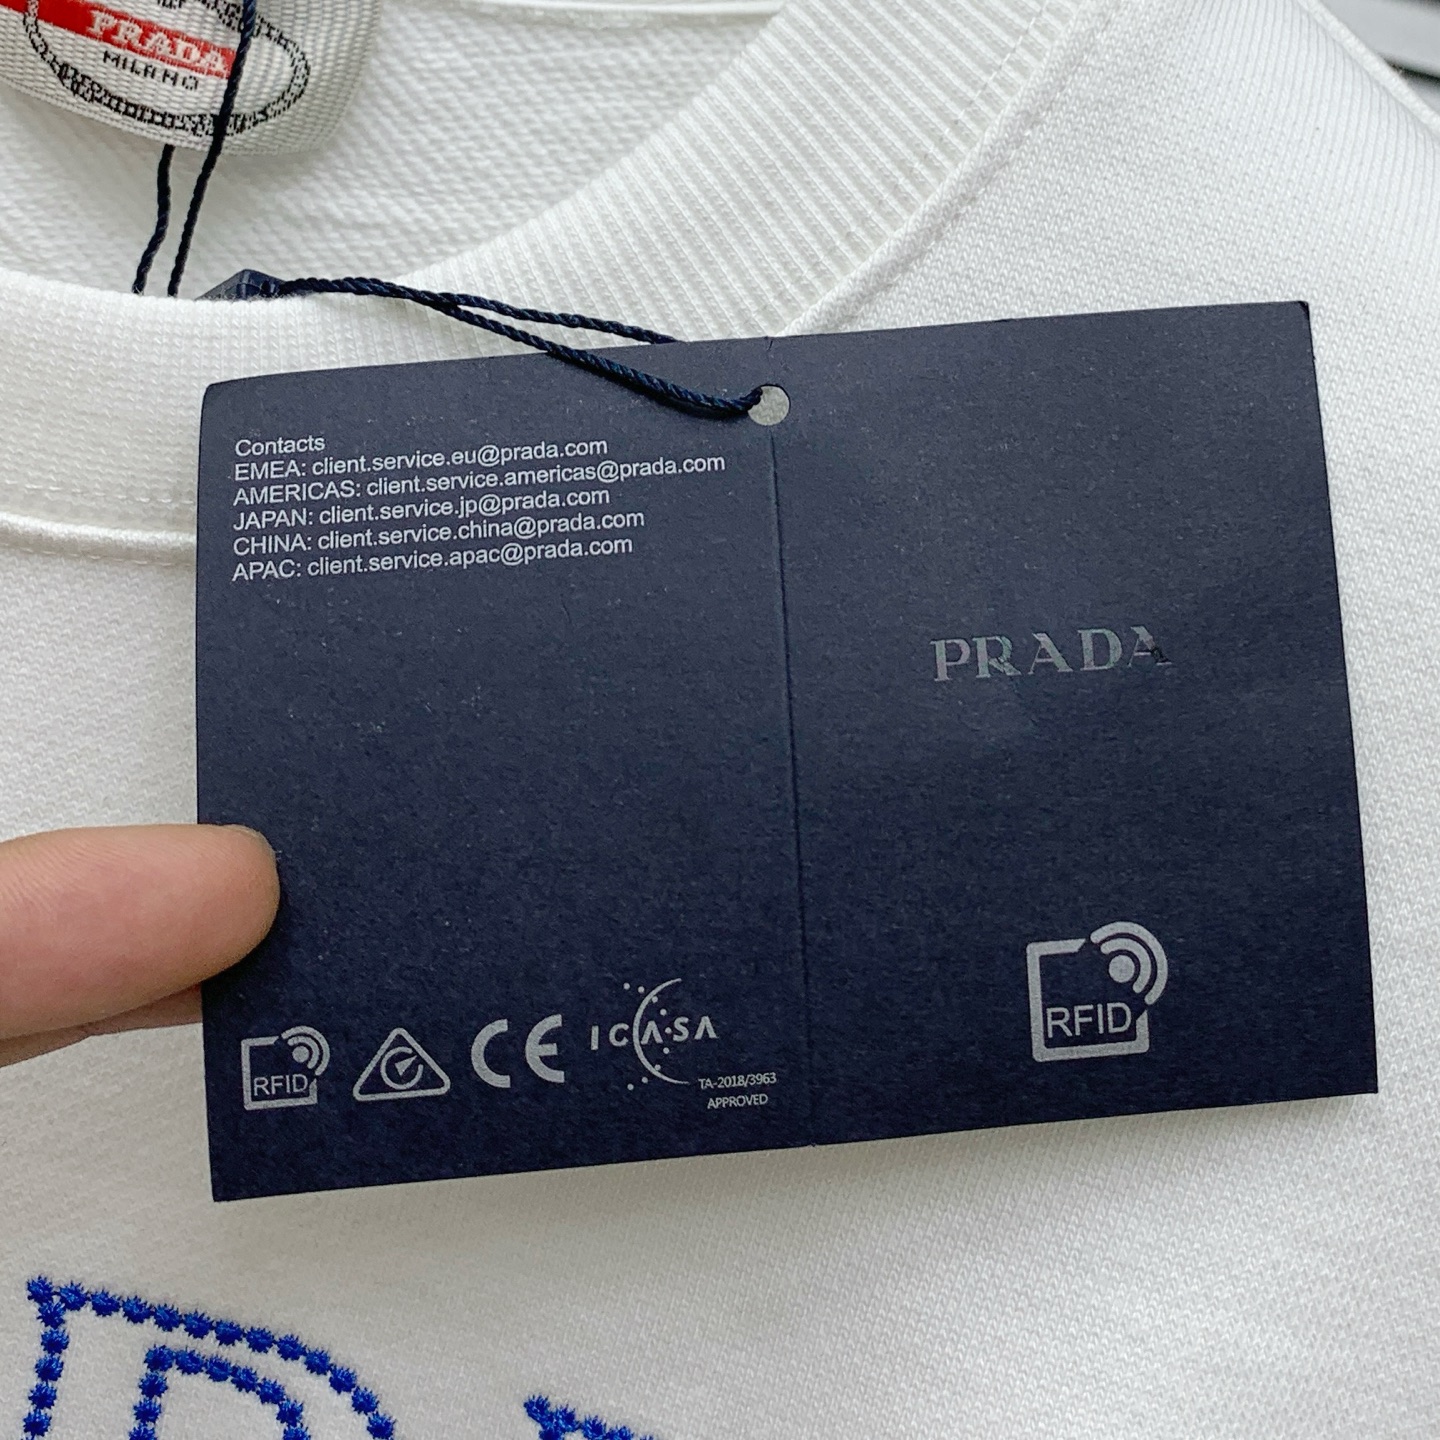 PRADA
MILANO
Contacts
EMEA: client.service.eu@prada.com
AMERICAS: client.service.americas@prada.com
JAPAN: client.service.jp@prada.com
CHINA: client.service.china@prada.com
APAC: client.service.apac@prada.com
PRADA
RFID
CE
ICASA
TA-2018/3963
APPROVED
RFID